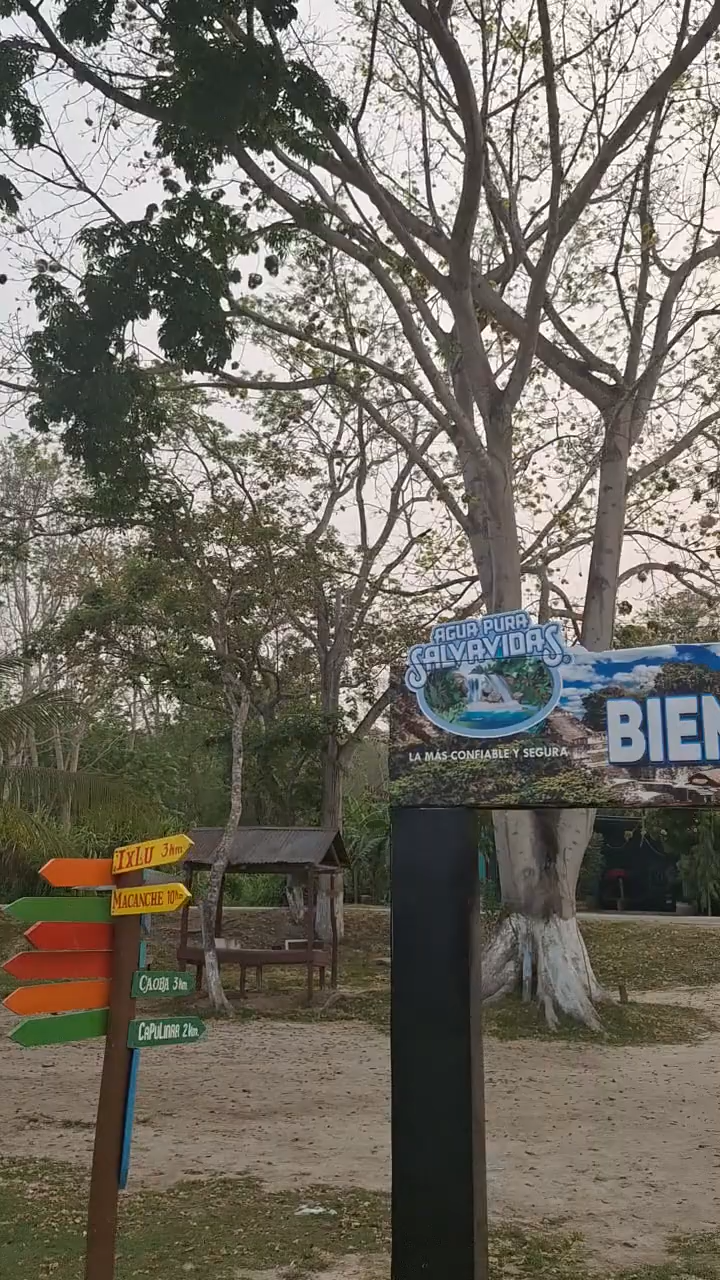 AGUA PURA
SALVAVIDAS
LA MÁS CONFIABLE Y SEGURA
BIEN
IXLU 3km
MACANCHE 10km
CAOBA 3km
CAPULINAR 2km.